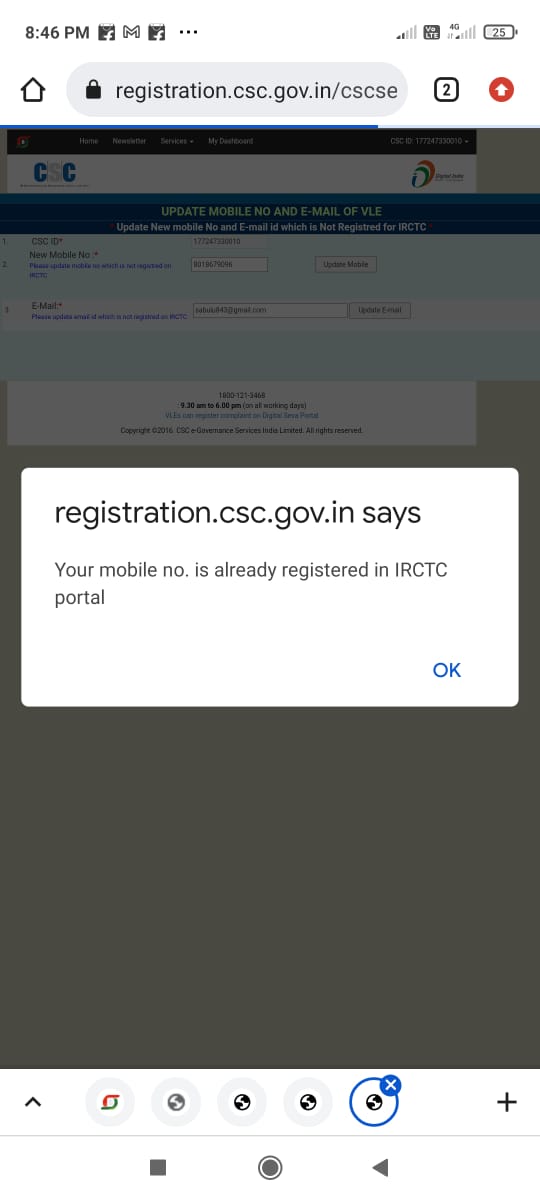 8:46 PM ... Vo LTE 4G 25
registration.csc.gov.in/cscse 2
Home Newsletter Services My Dashboard CSC ID: 177247330010
CSC Digital India
UPDATE MOBILE NO AND E-MAIL OF VLE
* Update New mobile No and E-mail id which is Not Registred for IRCTC *
1. CSC ID* 177247330010
New Mobile No :*
2. Please update mobile no which is not registred on 8018679096 Update Mobile
IRCTC
E-Mail:*
3. Please update email id which is not registred on IRCTC sabulu843@gmail.com Update E-mail
1800-121-3468
: 9.30 am to 6.00 pm (on all working days)
VLEs can register complaint on Digital Seva Portal
Copyright ©2016. CSC e-Governance Services India Limited. All rights reserved.
registration.csc.gov.in says
Your mobile no. is already registered in IRCTC
portal
OK